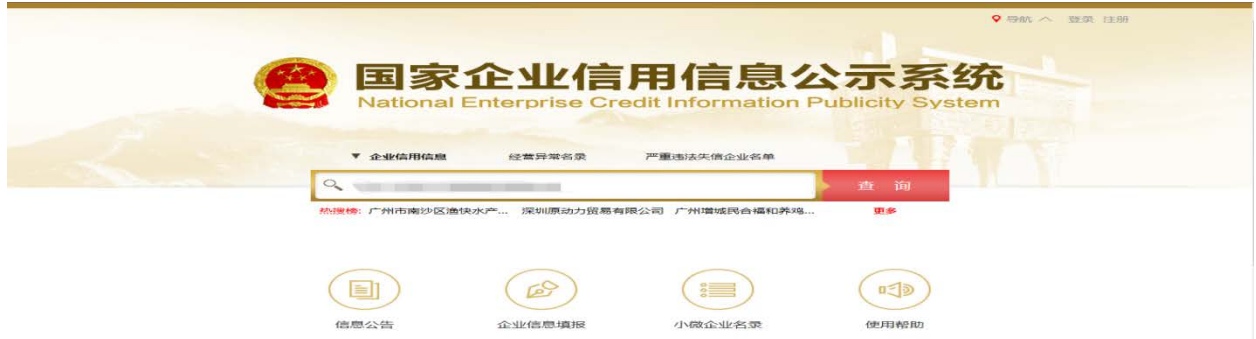 导航 登录 注册
国家企业信用信息公示系统
National Enterprise Credit Information Publicity System
▼ 企业信用信息 经营异常名录 严重违法失信企业名单
查 询
热搜榜: 广州市南沙区渔快水产... 深圳原动力贸易有限公司 广州增城民合福和养鸡... 更多
信息公告 企业信息填报 小微企业名录 使用帮助